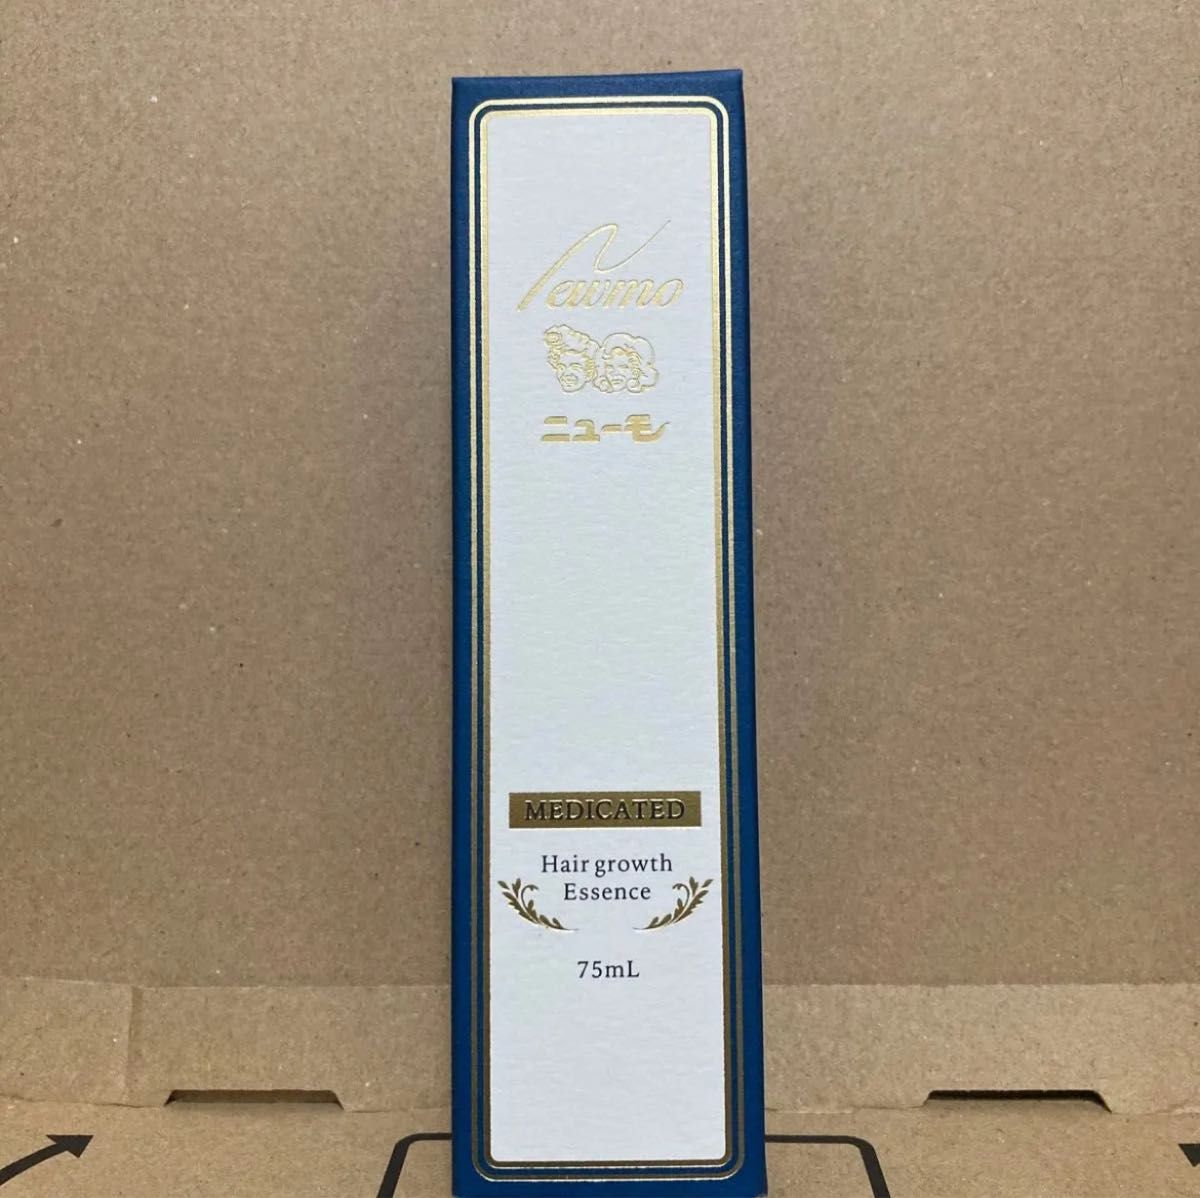 Newmo
ニューモ
MEDICATED
Hair growth
Essence
75mL